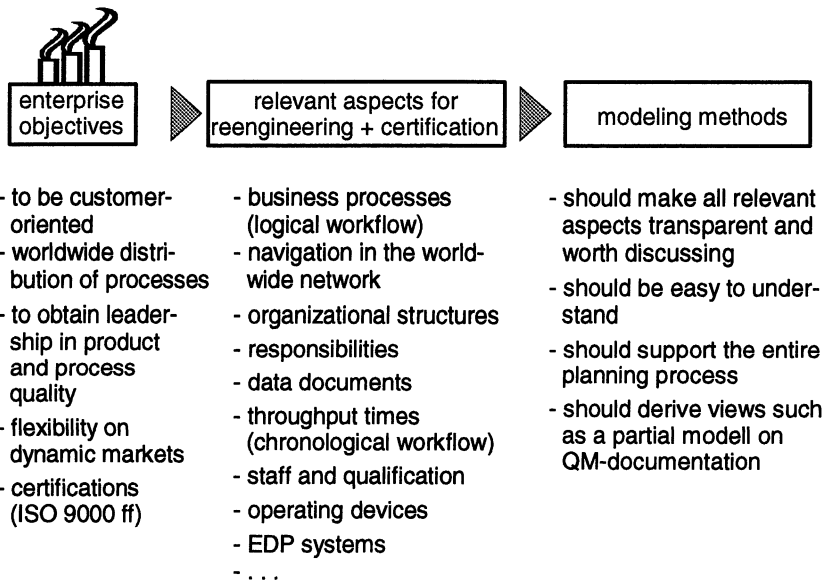 enterprise
objectives
relevant aspects for
reengineering + certification
modeling methods
- to be customer-
oriented
- worldwide distri-
bution of processes
- to obtain leader-
ship in product
and process
quality
- flexibility on
dynamic markets
- certifications
(ISO 9000 ff)
- business processes
(logical workflow)
- navigation in the world-
wide network
- organizational structures
- responsibilities
- data documents
- throughput times
(chronological workflow)
- staff and qualification
- operating devices
- EDP systems
- . . .
- should make all relevant
aspects transparent and
worth discussing
- should be easy to under-
stand
- should support the entire
planning process
- should derive views such
as a partial modell on
QM-documentation